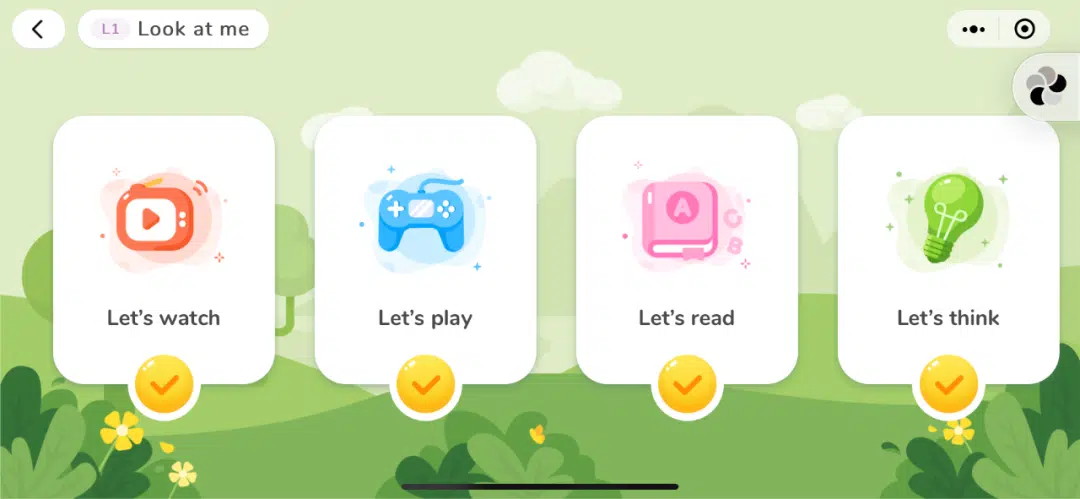 L1 Look at me
Let's watch
Let's play
Let's read
Let's think
A
C
B